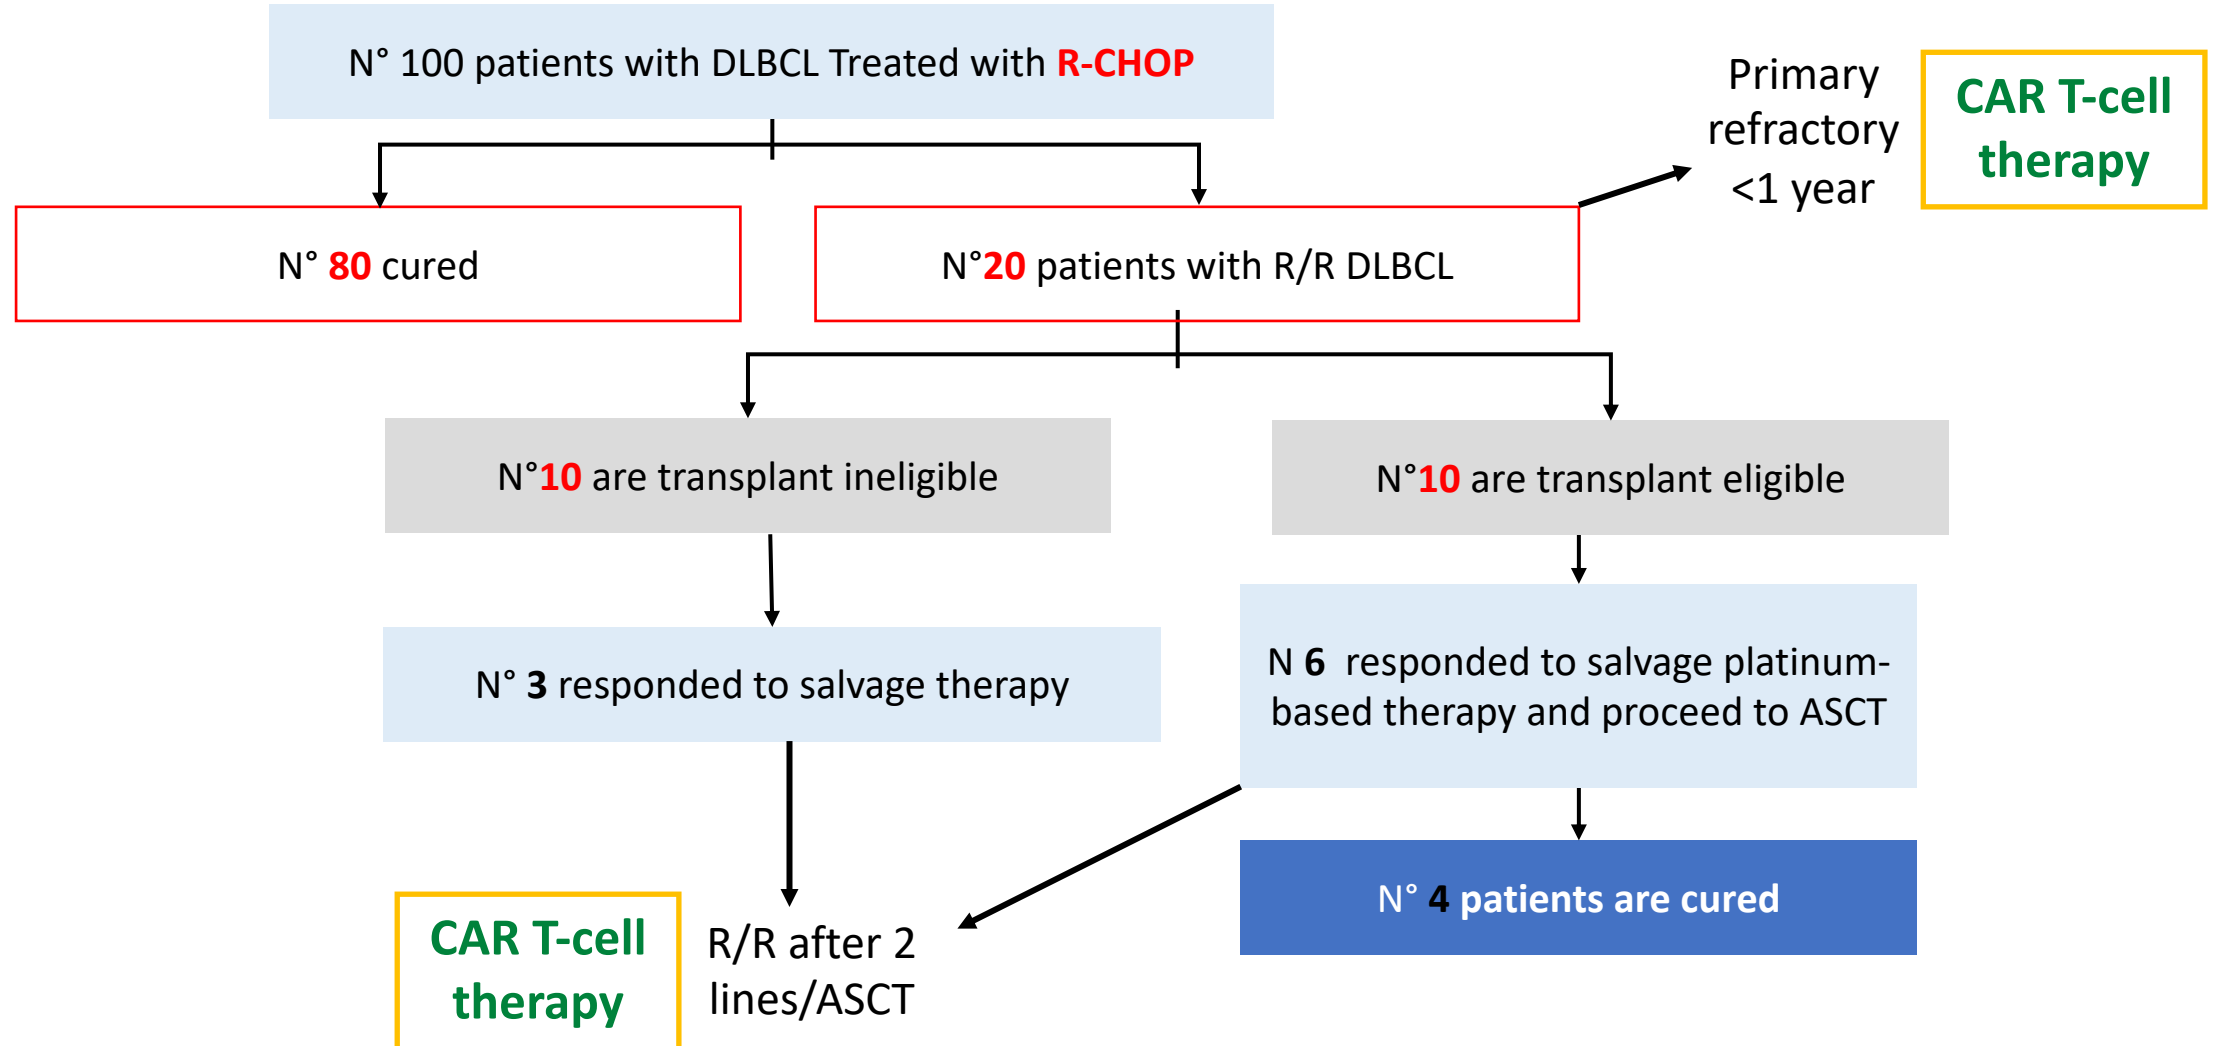 N° 100 patients with DLBCL Treated with R-CHOP
Primary
refractory
<1 year
CAR T-cell
therapy
N° 80 cured
N°20 patients with R/R DLBCL
N°10 are transplant ineligible
N°10 are transplant eligible
N° 3 responded to salvage therapy
N 6  responded to salvage platinum-
based therapy and proceed to ASCT
N° 4 patients are cured
CAR T-cell
therapy
R/R after 2
lines/ASCT